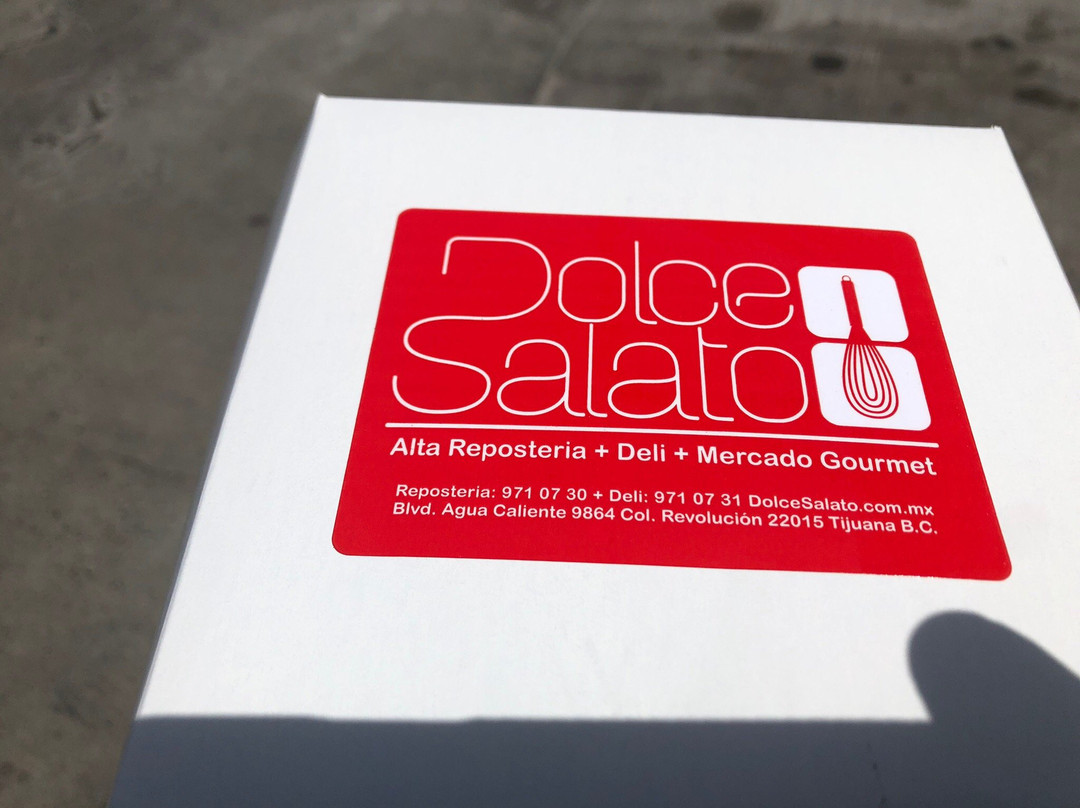 Dolce
Salato
Alta Reposteria + Deli + Mercado Gourmet
Reposteria: 971 07 30 + Deli: 971 07 31 DolceSalato.com.mx
Blvd. Agua Caliente 9864 Col. Revolución 22015 Tijuana B.C.